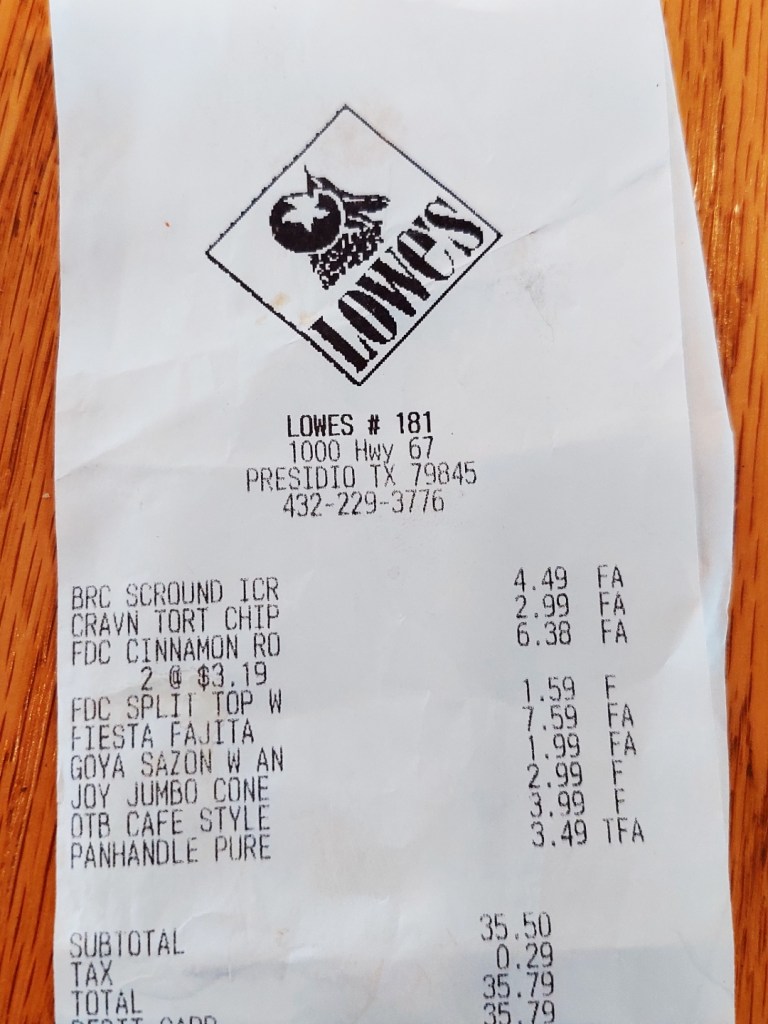 LOWE'S
LOWES # 181
1000 Hwy 67
PRESIDIO TX 79845
432-229-3776
BRC SCROUND ICR 4.49 FA
CRAVN TORT CHIP 2.99 FA
FDC CINNAMON RO 6.38 FA
2 @ $3.19
FDC SPLIT TOP W 1.59 F
FIESTA FAJITA 7.59 FA
GOYA SAZON W AN 1.99 FA
JOY JUMBO CONE 2.99 F
OTB CAFE STYLE 3.99 F
PANHANDLE PURE 3.49 TFA
SUBTOTAL 35.50
TAX 0.29
TOTAL 35.79
DEBIT CARD 35.79